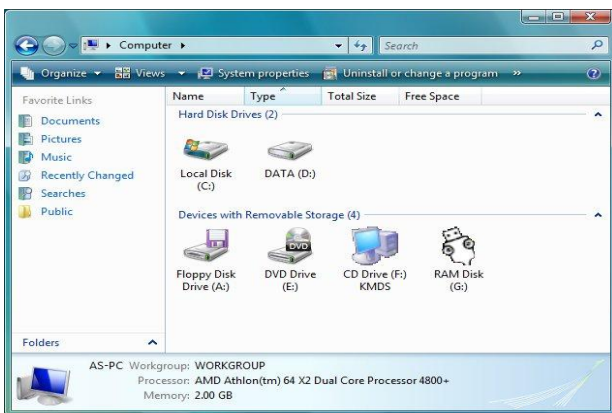 Computer
Search
Organize Views System properties Uninstall or change a program »
Favorite Links
Documents
Pictures
Music
Recently Changed
Searches
Public
Folders
Name Type Total Size Free Space
Hard Disk Drives (2)
Local Disk
(C:)
DATA (D:)
Devices with Removable Storage (4)
Floppy Disk
Drive (A:)
DVD
DVD Drive
(E:)
CD Drive (F:)
KMDS
RAM Disk
(G:)
AS-PC Workgroup: WORKGROUP
Processor: AMD Athlon(tm) 64 X2 Dual Core Processor 4800+
Memory: 2.00 GB